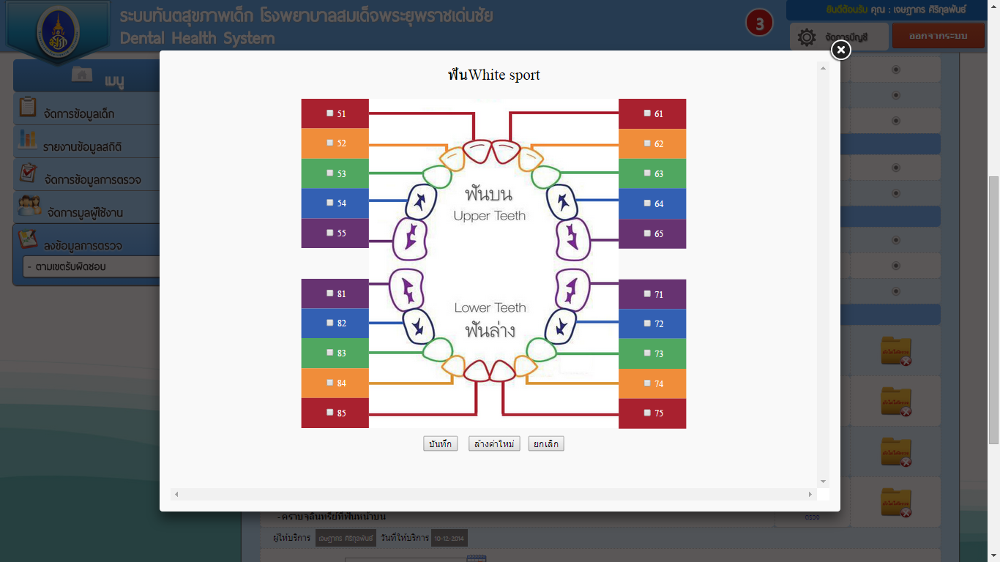 ระบบทันตสุขภาพเด็ก โรงพยาบาลสมเด็จพระยุพราชเด่นชัย
Dental Health System
3
ยินดีต้อนรับ คุณ : เจษฎากร ศิริกุลพันธ์
จัดการบัญชี
ออกจากระบบ
เมนู
จัดการข้อมูลเด็ก
รายงานข้อมูลสถิติ
จัดการข้อมูลการตรวจ
จัดการมูลผู้ใช้งาน
ลงข้อมูลการตรวจ
- ตามเขตรับผิดชอบ
ฟันWhite sport
51
61
52
62
53
63
54
64
55
65
ฟันบน
Upper Teeth
81
71
82
72
83
73
84
74
85
75
Lower Teeth
ฟันล่าง
บันทึก
ล้างค่าใหม่
ยกเลิก
- คราบจุลินทรีย์ที่ฟันหน้าบน
ผู้ให้บริการ เจษฎากร ศิริกุลพันธ์ วันที่ให้บริการ 10-12-2014